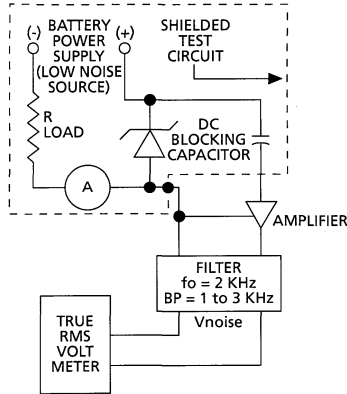 (-)
BATTERY
POWER
SUPPLY
(LOW NOISE
SOURCE)
(+)
SHIELDED
TEST
CIRCUIT
R
LOAD
DC
BLOCKING
CAPACITOR
A
AMPLIFIER
FILTER
fo = 2 KHz
BP = 1 to 3 KHz
Vnoise
TRUE
RMS
VOLT
METER